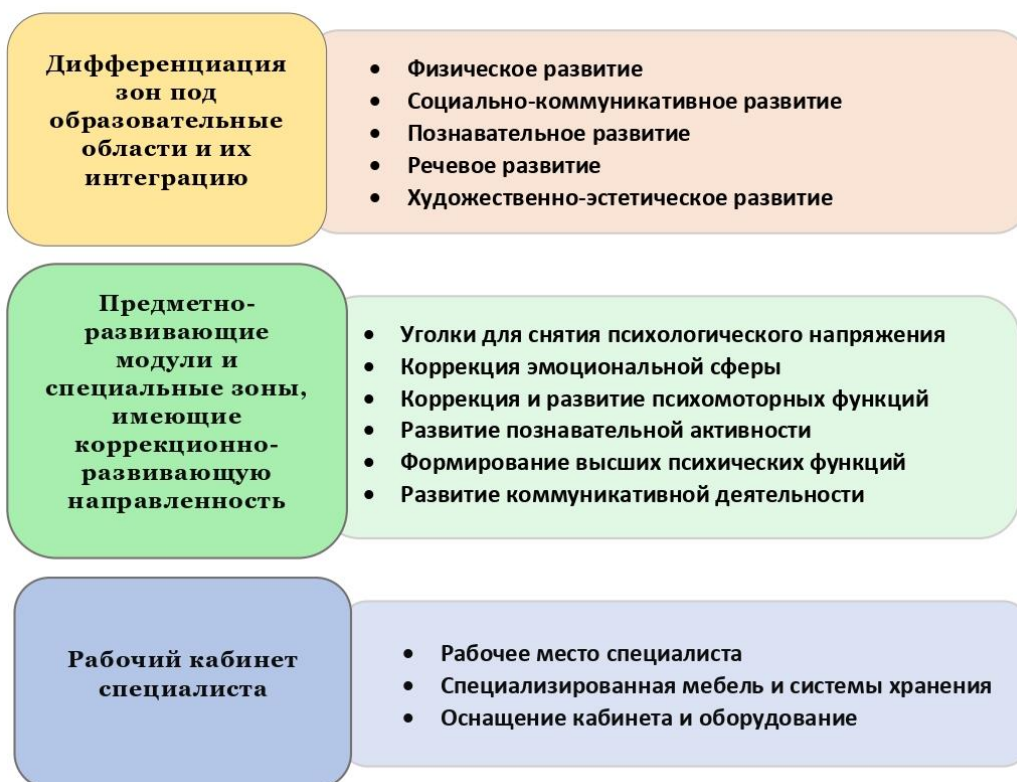 Дифференциация
зон под
образовательные
области и их
интеграцию
• Физическое развитие
• Социально-коммуникативное развитие
• Познавательное развитие
• Речевое развитие
• Художественно-эстетическое развитие
Предметно-
развивающие
модули и
специальные зоны,
имеющие
коррекционно-
развивающую
направленность
• Уголки для снятия психологического напряжения
• Коррекция эмоциональной сферы
• Коррекция и развитие психомоторных функций
• Развитие познавательной активности
• Формирование высших психических функций
• Развитие коммуникативной деятельности
Рабочий кабинет
специалиста
• Рабочее место специалиста
• Специализированная мебель и системы хранения
• Оснащение кабинета и оборудование